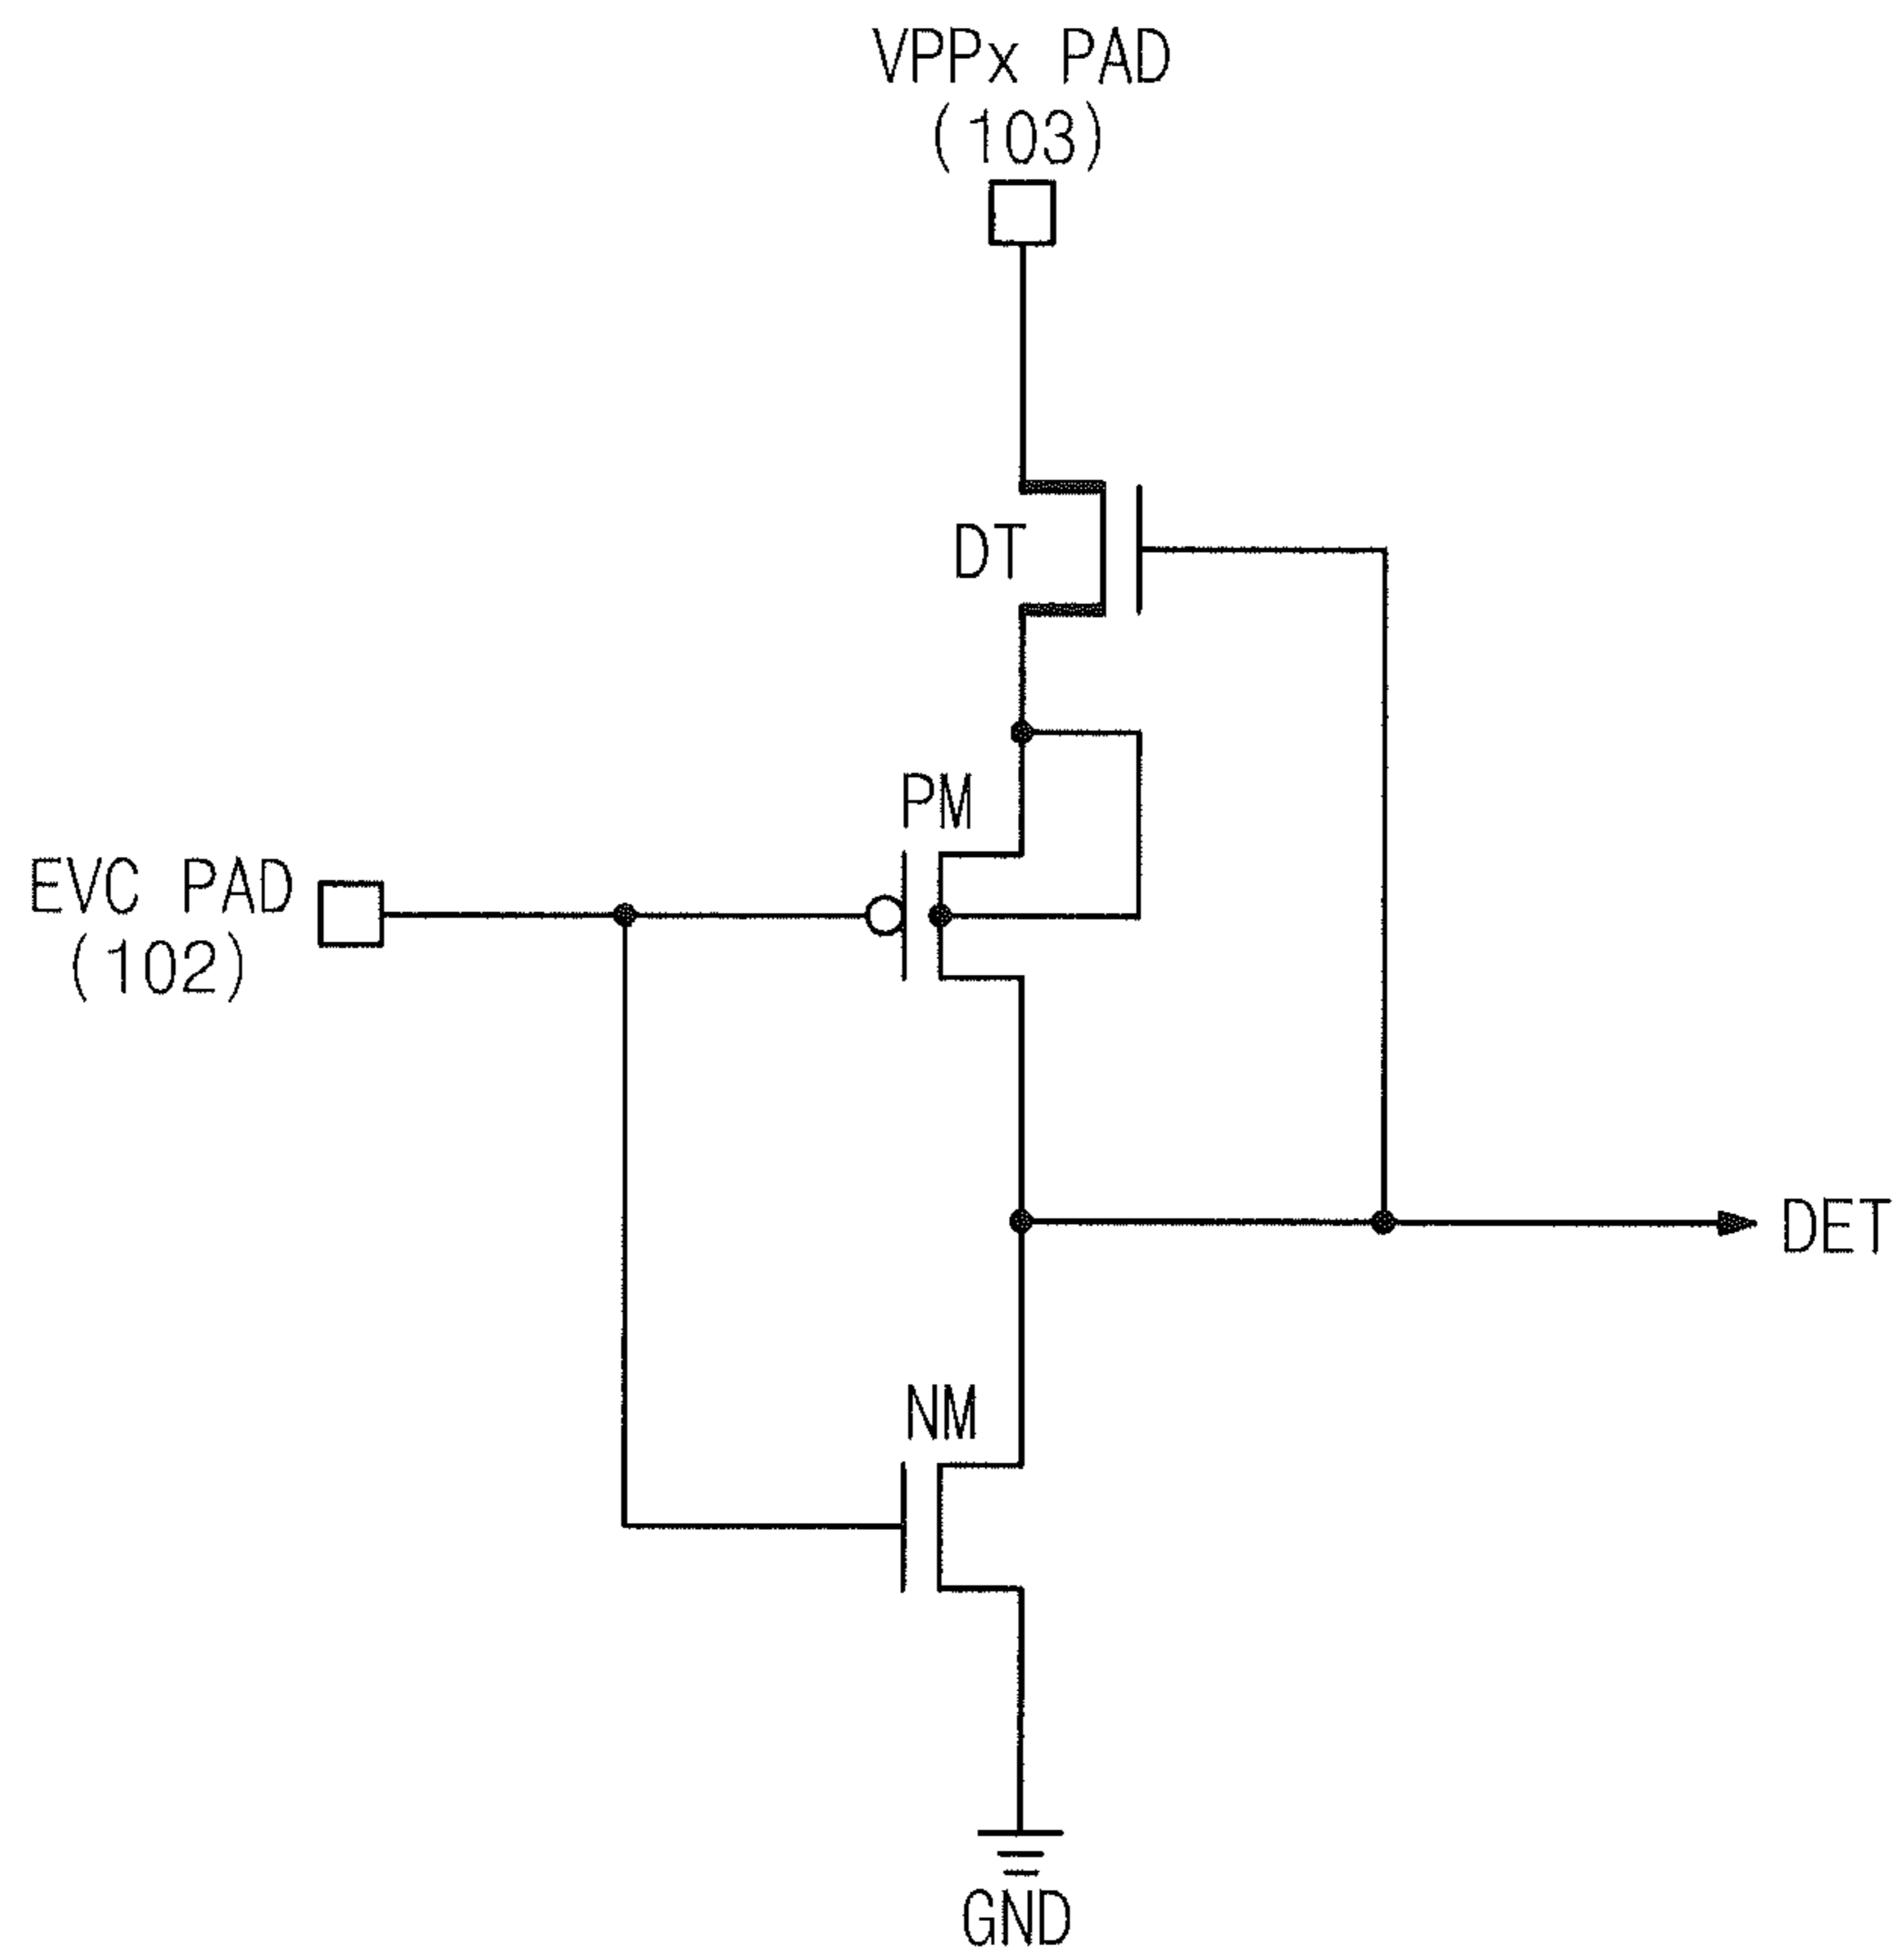 VPPx PAD
(103)
DT
PM
EVC PAD
(102)
DET
NM
GND